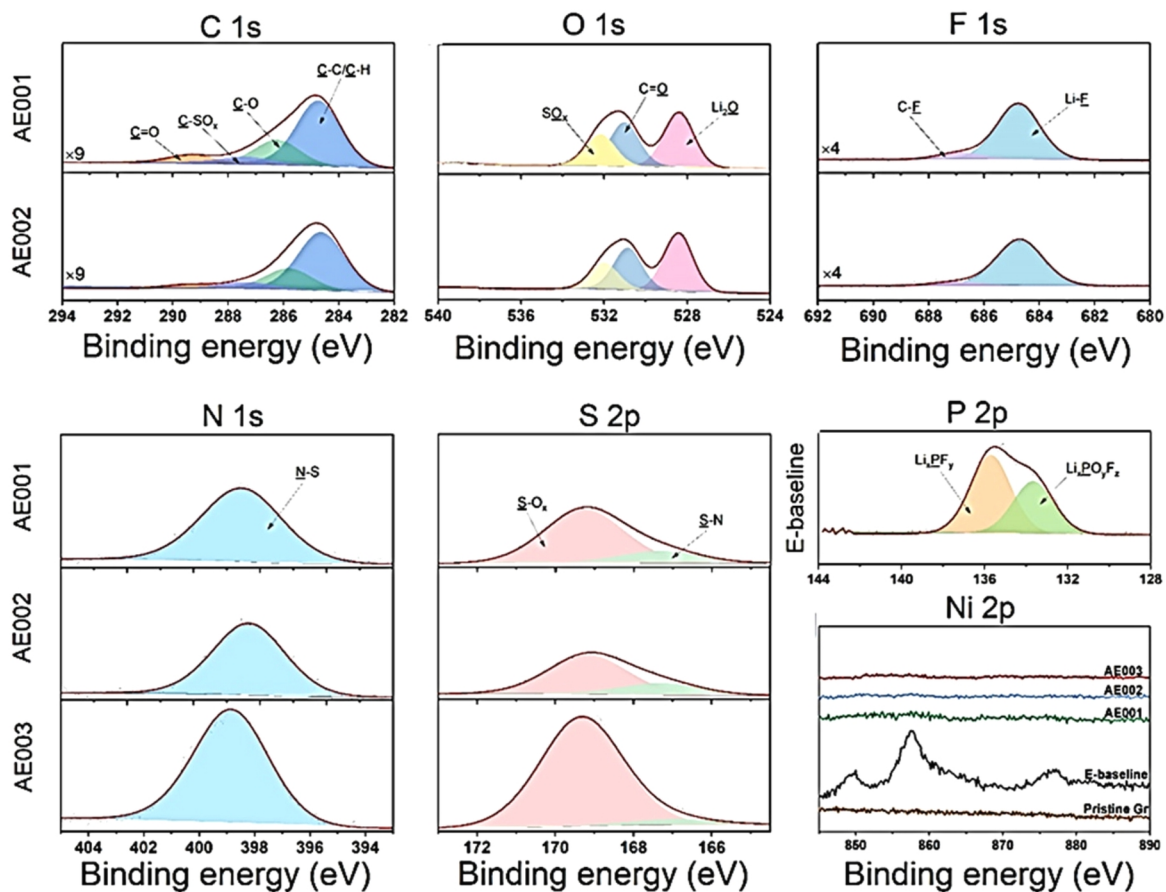 C 1s
O 1s
F 1s
AE001
C=O
C-SOx
C-O
C-C/C-H
×9
SOx
C=O
Li2O
C-F
Li-F
×4
AE002
×9
×4
294 292 290 288 286 284 282
540 536 532 528 524
692 690 688 686 684 682 680
Binding energy (eV)
Binding energy (eV)
Binding energy (eV)
N 1s
S 2p
P 2p
AE001
N-S
S-Ox
S-N
E-baseline
LixPFy
LixPOyFz
144 140 136 132 128
AE002
Ni 2p
AE003
AE002
AE001
E-baseline
Pristine Gr
AE003
404 402 400 398 396 394
172 170 168 166
850 860 870 880 890
Binding energy (eV)
Binding energy (eV)
Binding energy (eV)